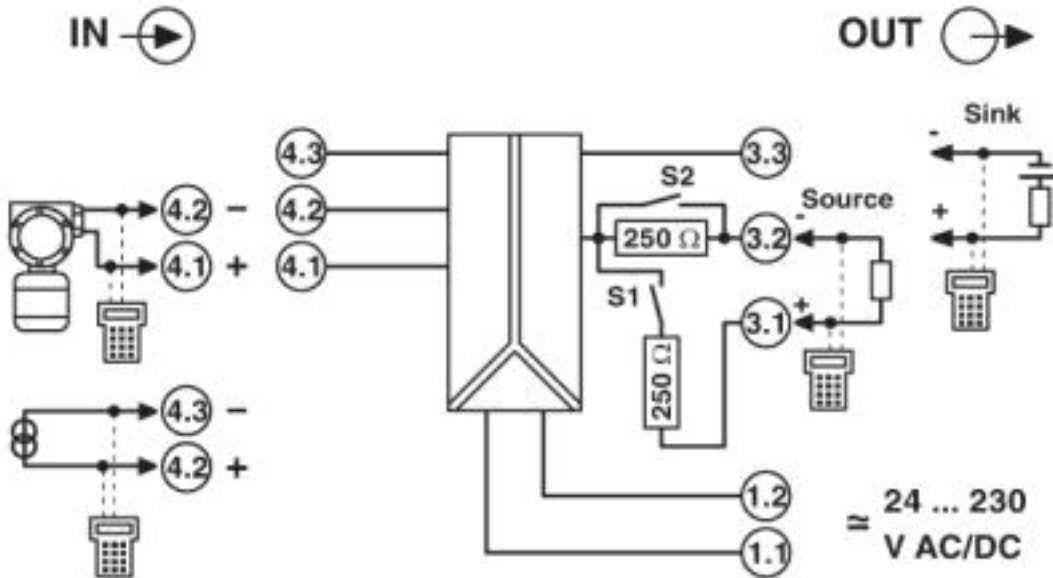 IN
OUT
Sink
-
+
4.3
3.3
S2
4.2 -
4.2
250 Ω
3.2
-
Source
4.1 +
4.1
S1
3.1
+
250 Ω
4.3 -
4.2 +
1.2
1.1
≂ 24 ... 230
V AC/DC